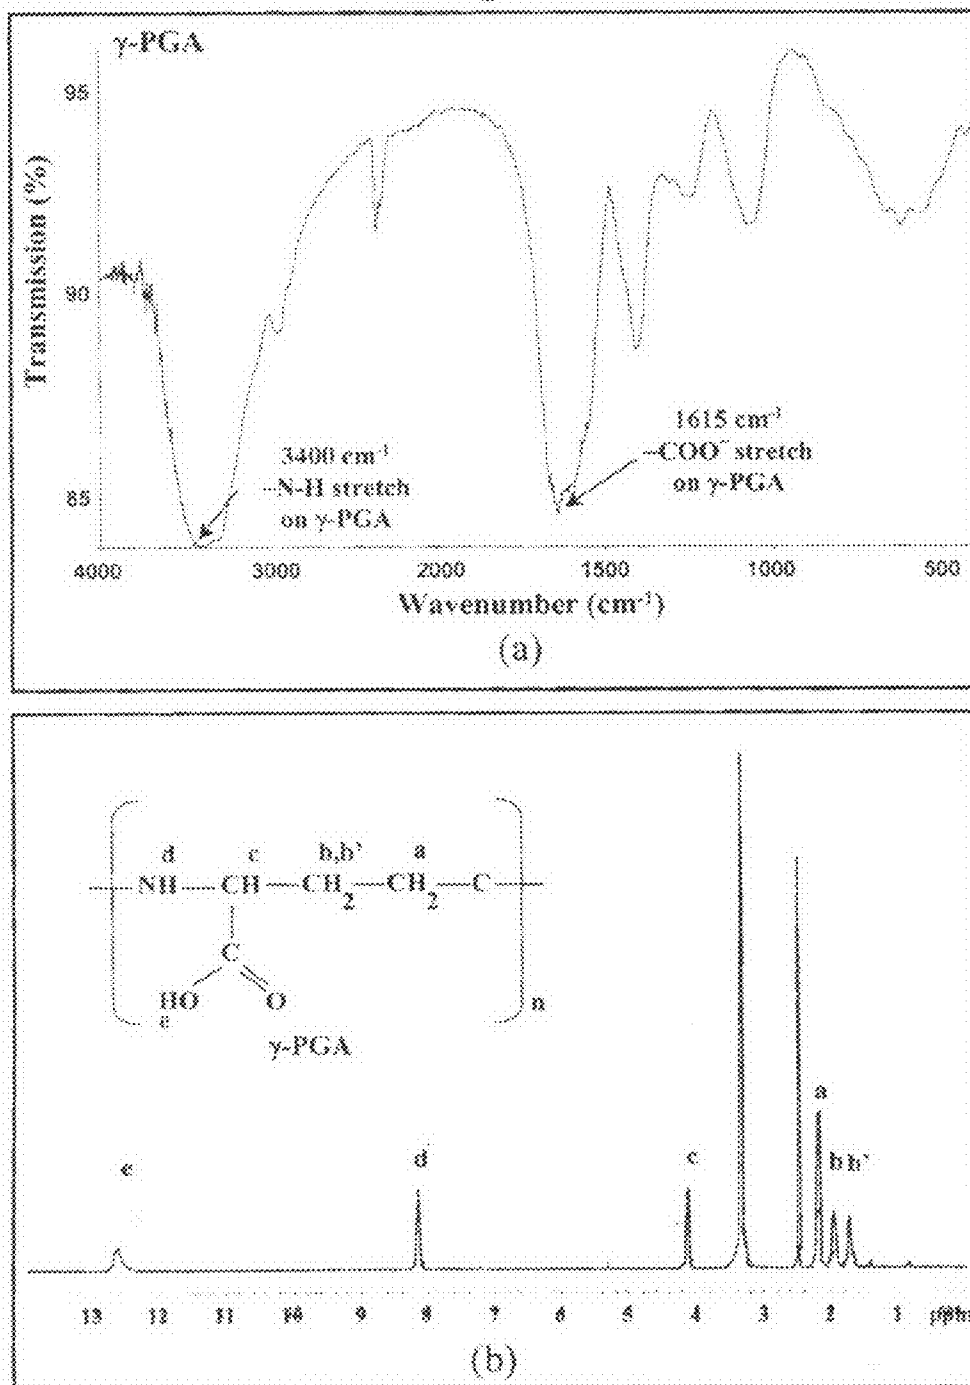 γ-PGA
95
90
85
Transmission (%)
3400 cm⁻¹
–N-H stretch
on γ-PGA
1615 cm⁻¹
–COO⁻ stretch
on γ-PGA
4000 3000 2000 1500 1000 500
Wavenumber (cm⁻¹)
(a)
d c b,b' a
NH CH CH₂ CH₂ C
C
HO O
e
n
γ-PGA
e d c a b b'
13 12 11 10 9 8 7 6 5 4 3 2 1 ppm
(b)